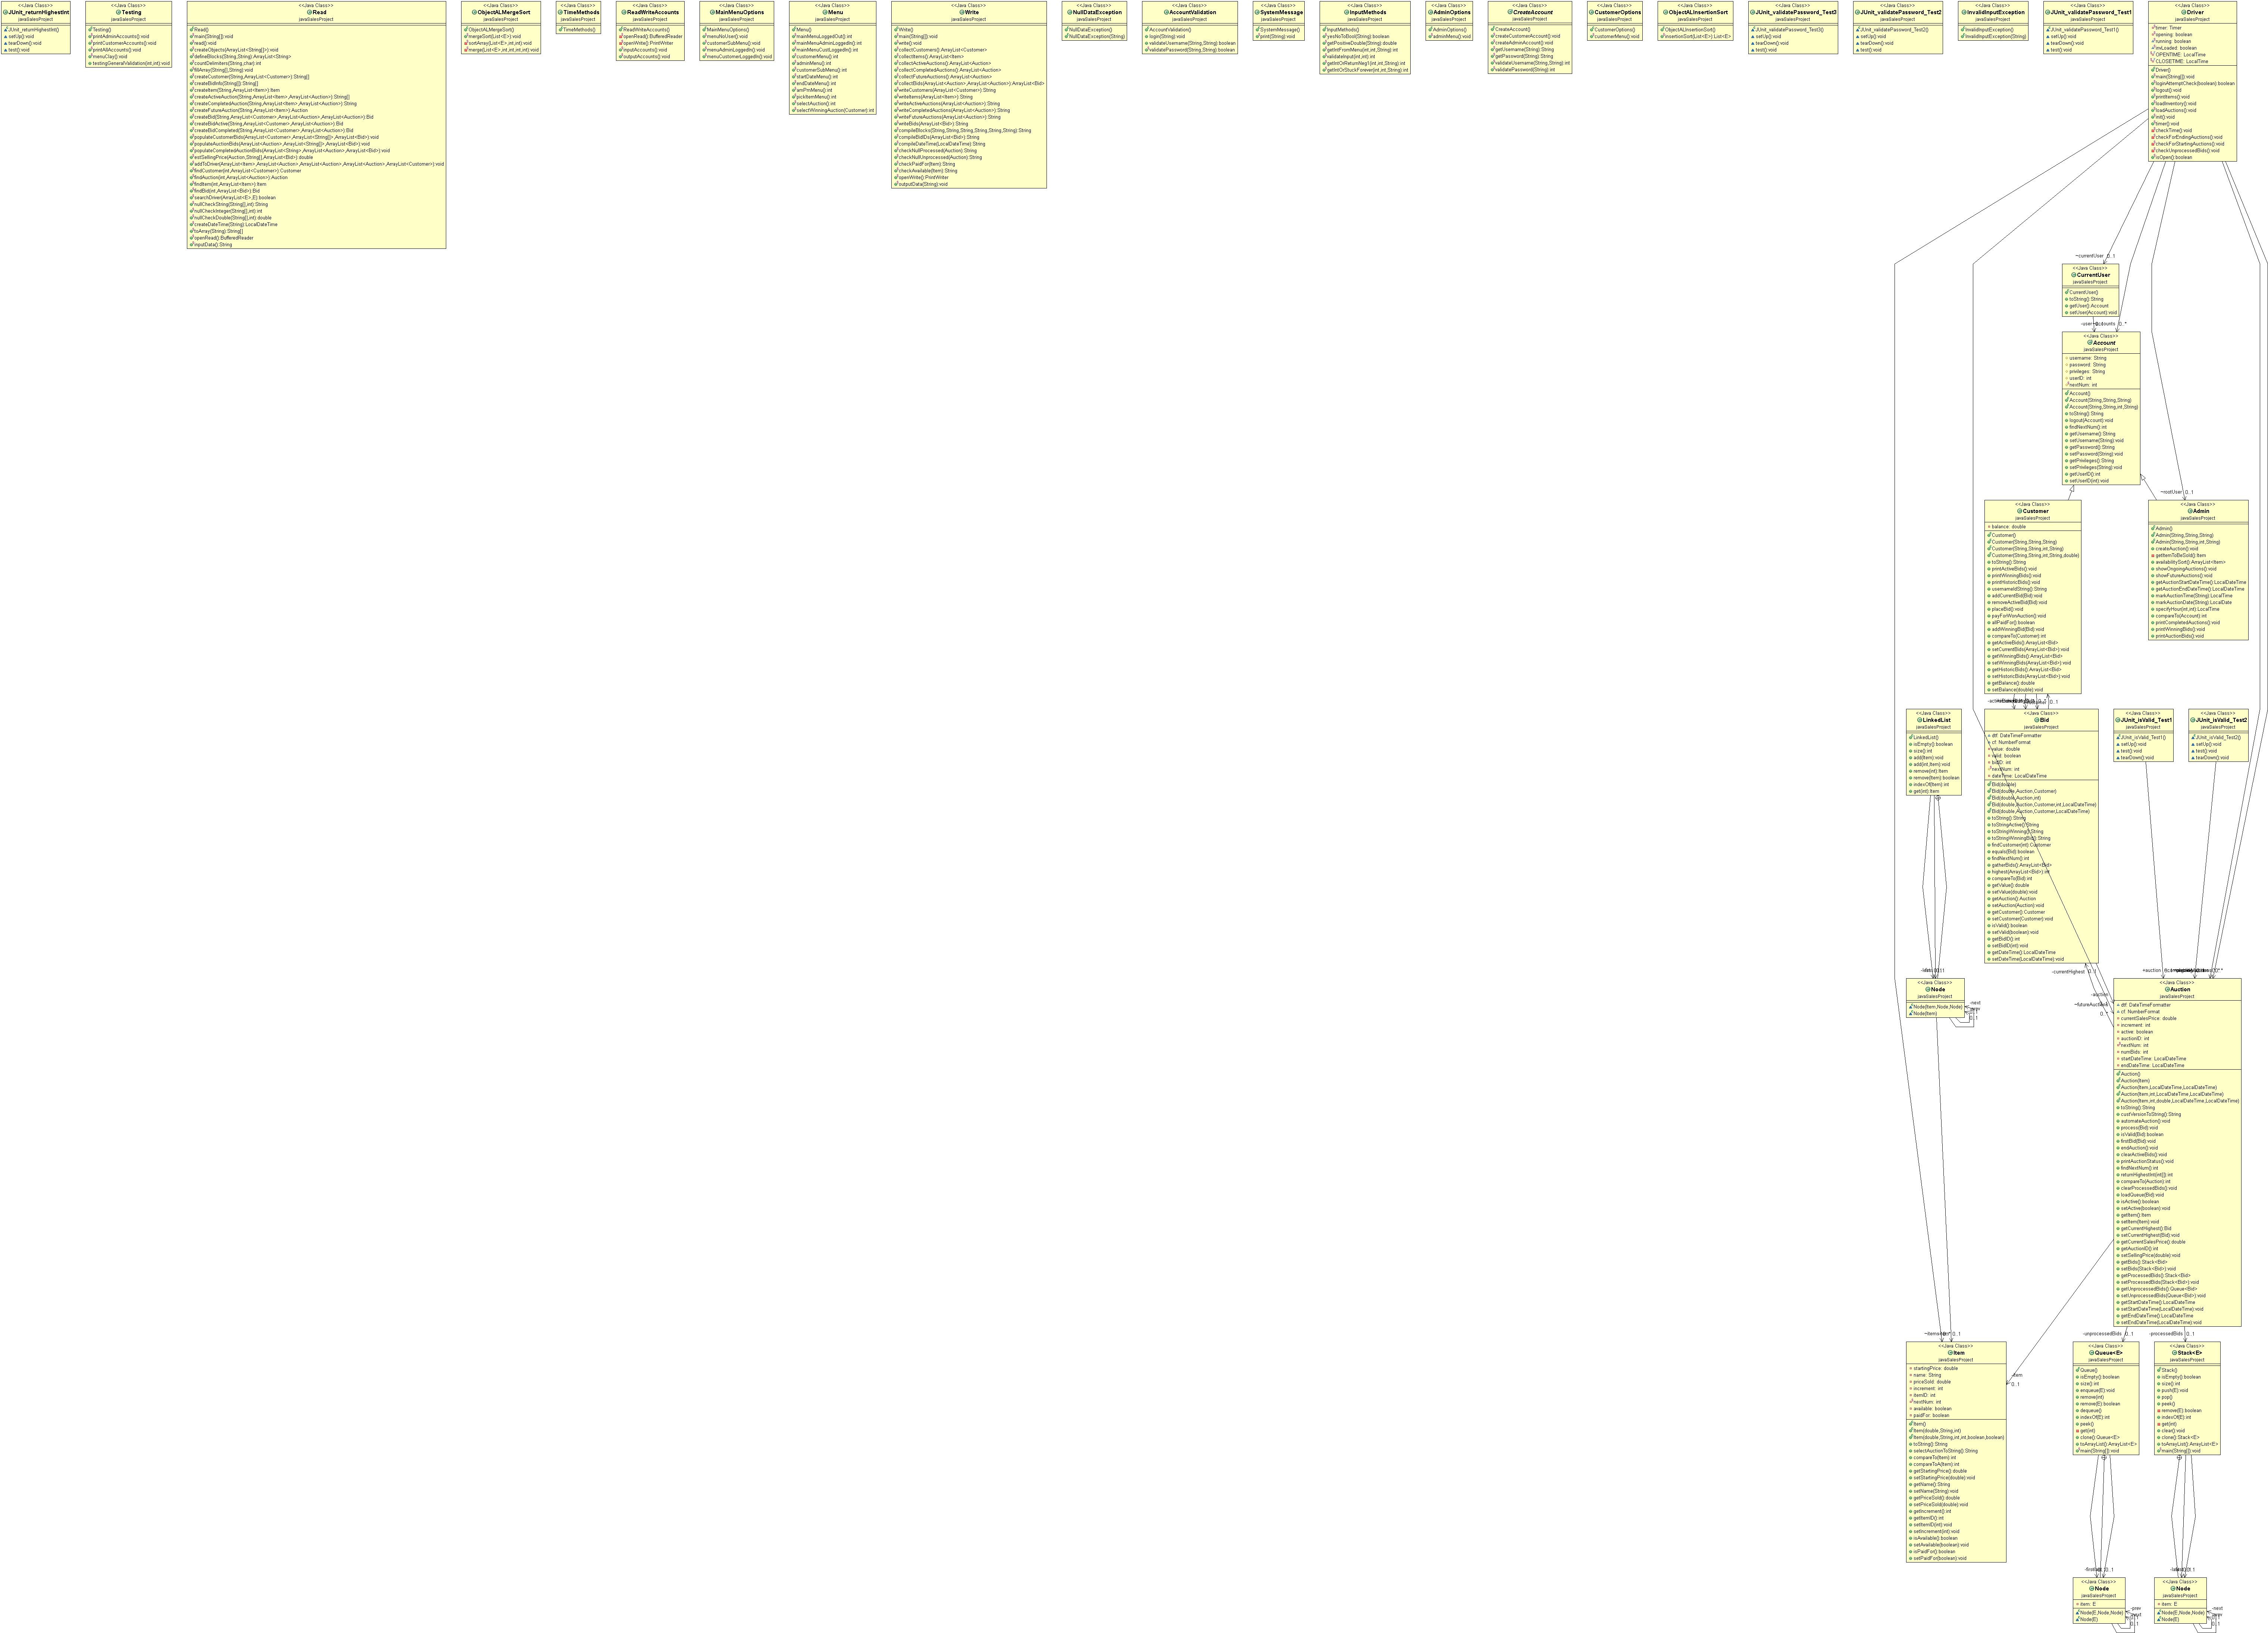 <<Java Class>>
JUnit_returnHighestInt
javaSalesProject
JUnit_returnHighestInt()
setUp():void
tearDown():void
test():void
<<Java Class>>
Testing
javaSalesProject
Testing()
printAdminAccounts():void
printCustomerAccounts():void
printAllAccounts():void
menuClay():void
testingGeneralValidation(int,int):void
<<Java Class>>
Read
javaSalesProject
Read()
main(String[]):void
read():void
createObjects(ArrayList<String[]>):void
defineBlocks(String,String):ArrayList<String>
countDelimiters(String,char):int
fillArray(String[],String):void
createCustomer(String,ArrayList<Customer>):String[]
createBidInfo(String[]):String[]
createItem(String,ArrayList<Item>):Item
createActiveAuction(String,ArrayList<Item>,ArrayList<Auction>):String[]
createCompletedAuction(String,ArrayList<Item>,ArrayList<Auction>):String
createFutureAuction(String,ArrayList<Item>):Auction
createBid(String,ArrayList<Customer>,ArrayList<Auction>,ArrayList<Auction>):Bid
createBidActive(String,ArrayList<Customer>,ArrayList<Auction>):Bid
createBidCompleted(String,ArrayList<Customer>,ArrayList<Auction>):Bid
populateCustomerBids(ArrayList<Customer>,ArrayList<String[]>,ArrayList<Bid>):void
populateAuctionBids(ArrayList<Auction>,ArrayList<String[]>,ArrayList<Bid>):void
populateCompletedAuctionBids(ArrayList<String>,ArrayList<Auction>,ArrayList<Bid>):void
addToDriver(ArrayList<Item>,ArrayList<Auction>,ArrayList<Auction>,ArrayList<Auction>,ArrayList<Customer>):void
findCustomer(int,ArrayList<Customer>):Customer
findAuction(int,ArrayList<Auction>):Auction
findItem(int,ArrayList<Item>):Item
findBid(int,ArrayList<Bid>):Bid
searchDriver(ArrayList<E>,E):boolean
nullCheckString(String[],int):String
nullCheckInteger(String[],int):int
nullCheckDouble(String[],int):double
createDateTime(String):LocalDateTime
toArray(String):String[]
openRead():BufferedReader
inputData():String
<<Java Class>>
ObjectALMergeSort
javaSalesProject
ObjectALMergeSort()
mergeSort(List<E>):void
sortArray(List<E>,int,int):void
merge(List<E>,int,int,int,int):void
<<Java Class>>
TimeMethods
javaSalesProject
TimeMethods()
<<Java Class>>
ReadWriteAccounts
javaSalesProject
ReadWriteAccounts()
openRead():BufferedReader
openWrite():PrintWriter
inputAccounts():void
outputAccounts():void
<<Java Class>>
MainMenuOptions
javaSalesProject
MainMenuOptions()
menuNoUser():void
customerSubMenu():void
menuAdminLoggedIn():void
menuCustomerLoggedIn():void
<<Java Class>>
Menu
javaSalesProject
Menu()
mainMenuLoggedOut():int
mainMenuAdminLoggedIn():int
mainMenuCustLoggedIn():int
customerMenu():int
adminMenu():int
customerSubMenu():int
startDateMenu():int
endDateMenu():int
amPmMenu():int
pickItemMenu():int
selectAuction():int
selectWinningAuction(Customer):int
<<Java Class>>
Write
javaSalesProject
Write()
main(String[]):void
write():void
collectCustomers():ArrayList<Customer>
collectItems():ArrayList<Item>
collectActiveAuctions():ArrayList<Auction>
collectCompletedAuctions():ArrayList<Auction>
collectFutureAuctions():ArrayList<Auction>
collectBids(ArrayList<Auction>,ArrayList<Auction>):ArrayList<Bid>
writeCustomers(ArrayList<Customer>):String
writeItems(ArrayList<Item>):String
writeActiveAuctions(ArrayList<Auction>):String
writeCompletedAuctions(ArrayList<Auction>):String
writeFutureAuctions(ArrayList<Auction>):String
writeBids(ArrayList<Bid>):String
compileBlocks(String,String,String,String,String):String
compileBidIDs(ArrayList<Bid>):String
compileDateTime(LocalDateTime):String
checkNullProcessed(Auction):String
checkNullUnprocessed(Auction):String
checkPaidFor(Item):String
checkAvailable(Item):String
openWrite():PrintWriter
outputData(String):void
<<Java Class>>
NullDataException
javaSalesProject
NullDataException()
NullDataException(String)
<<Java Class>>
AccountValidation
javaSalesProject
AccountValidation()
login(String):void
validateUsername(String,String):boolean
validatePassword(String,String):boolean
<<Java Class>>
SystemMessage
javaSalesProject
SystemMessage()
print(String):void
<<Java Class>>
InputMethods
javaSalesProject
InputMethods()
yesNoToBool(String):boolean
getPositiveDouble(String):double
getIntFromMenu(int,String):int
validateInput(int,int):int
getIntOrReturnNeg1(int,int,String):int
getIntOrStuckForever(int,int,String):int
<<Java Class>>
AdminOptions
javaSalesProject
AdminOptions()
adminMenu():void
<<Java Class>>
CreateAccount
javaSalesProject
CreateAccount()
createCustomerAccount():void
createAdminAccount():void
getUsername(String):String
getPassword(String):String
validateUsername(String,String):int
validatePassword(String):int
<<Java Class>>
CustomerOptions
javaSalesProject
CustomerOptions()
customerMenu():void
<<Java Class>>
ObjectALInsertionSort
javaSalesProject
ObjectALInsertionSort()
insertionSort(List<E>):List<E>
<<Java Class>>
JUnit_validatePassword_Test3
javaSalesProject
JUnit_validatePassword_Test3()
setUp():void
tearDown():void
test():void
<<Java Class>>
JUnit_validatePassword_Test2
javaSalesProject
JUnit_validatePassword_Test2()
setUp():void
tearDown():void
test():void
<<Java Class>>
InvalidInputException
javaSalesProject
InvalidInputException()
InvalidInputException(String)
<<Java Class>>
JUnit_validatePassword_Test1
javaSalesProject
JUnit_validatePassword_Test1()
setUp():void
tearDown():void
test():void
<<Java Class>>
Driver
javaSalesProject
timer: Timer
opening: boolean
running: boolean
invLoaded: boolean
OPENTIME: LocalTime
CLOSETIME: LocalTime
Driver()
main(String[]):void
loginAttemptCheck(boolean):boolean
logout():void
printItems():void
loadInventory():void
loadAuctions():void
init():void
timer():void
checkTime():void
checkForEndingAuctions():void
checkForStartingAuctions():void
checkUnprocessedBids():void
isOpen():boolean
~currentUser 0..1
<<Java Class>>
CurrentUser
javaSalesProject
CurrentUser()
toString():String
getUser():Account
setUser(Account):void
0..*
<<Java Class>>
Account
javaSalesProject
username: String
password: String
privileges: String
userID: int
nextNum: int
Account()
Account(String,String,String)
Account(String,String,int,String)
toString():String
logout(Account):void
findNextNum():int
getUsername():String
setUsername(String):void
getPassword():String
setPassword(String):void
getPrivileges():String
setPrivileges(String):void
getUserID():int
setUserID(int):void
~rootUser 0..1
<<Java Class>>
Customer
javaSalesProject
balance: double
Customer()
Customer(String,String,String)
Customer(String,String,int,String)
Customer(String,String,int,String,double)
toString():String
printActiveBids():void
printWinningBids():void
printHistoricBids():void
usernameIdString():String
addCurrentBid(Bid):void
removeActiveBid(Bid):void
placeBid():void
payForWonAuction():void
allPaidFor():boolean
addWinningBid(Bid):void
compareTo(Customer):int
getActiveBids():ArrayList<Bid>
setCurrentBids(ArrayList<Bid>):void
getWinningBids():ArrayList<Bid>
setWinningBids(ArrayList<Bid>):void
getHistoricBids():ArrayList<Bid>
setHistoricBids(ArrayList<Bid>):void
getBalance():double
setBalance(double):void
<<Java Class>>
Admin
javaSalesProject
Admin()
Admin(String,String,String)
Admin(String,String,int,String)
createAuction():void
getItemToBeSold():Item
availabilitySort():ArrayList<Item>
showOngoingAuctions():void
showFutureAuctions():void
getAuctionStartDateTime():LocalDateTime
getAuctionEndDateTime():LocalDateTime
markAuctionTime(String):LocalTime
markAuctionDate(String):LocalDate
specifyHour(int,int):LocalTime
compareTo(Account):int
printCompletedAuctions():void
printWinningBids():void
printAuctionBids():void
0..1
<<Java Class>>
LinkedList
javaSalesProject
LinkedList()
isEmpty():boolean
size():int
add(Item):void
add(int,Item):void
remove(int):Item
remove(Item):boolean
indexOf(Item):int
get(int):Item
<<Java Class>>
Bid
javaSalesProject
dtf: DateTimeFormatter
cf: NumberFormat
value: double
valid: boolean
bidID: int
nextNum: int
dateTime: LocalDateTime
Bid(double)
Bid(double,Auction,Customer)
Bid(double,Auction,int)
Bid(double,Auction,Customer,int,LocalDateTime)
Bid(double,Auction,Customer,LocalDateTime)
toString():String
toStringActive():String
toStringWinning():String
toStringWinningBid():String
findCustomer(int):Customer
equals(Bid):boolean
findNextNum():int
gatherBids():ArrayList<Bid>
highest(ArrayList<Bid>):int
compareTo(Bid):int
getValue():double
setValue(double):void
getAuction():Auction
setAuction(Auction):void
getCustomer():Customer
setCustomer(Customer):void
isValid():boolean
setValid(boolean):void
getBidID():int
setBidID(int):void
getDateTime():LocalDateTime
setDateTime(LocalDateTime):void
<<Java Class>>
JUnit_isValid_Test1
javaSalesProject
JUnit_isValid_Test1()
setUp():void
test():void
tearDown():void
<<Java Class>>
JUnit_isValid_Test2
javaSalesProject
JUnit_isValid_Test2()
setUp():void
test():void
tearDown():void
-currentHighest 0..1
<<Java Class>>
Node
javaSalesProject
Node(Item,Node,Node)
Node(Item)
-next
0..1
-auction
~futureAuctions
0..*
<<Java Class>>
Auction
javaSalesProject
dtf: DateTimeFormatter
cf: NumberFormat
currentSalesPrice: double
increment: int
active: boolean
auctionID: int
nextNum: int
numBids: int
startDateTime: LocalDateTime
endDateTime: LocalDateTime
Auction()
Auction(Item)
Auction(Item,LocalDateTime,LocalDateTime)
Auction(Item,int,LocalDateTime,LocalDateTime)
Auction(Item,int,double,LocalDateTime,LocalDateTime)
toString():String
custVersionToString():String
automateAuction():void
process(Bid):void
isValid(Bid):boolean
firstBid(Bid):void
endAuction():void
clearActiveBids():void
printAuctionStatus():void
findNextNum():int
returnHighestInt(int[]):int
compareTo(Auction):int
clearProcessedBids():void
loadQueue(Bid):void
isActive():boolean
setActive(boolean):void
getItem():Item
setItem(Item):void
getCurrentHighest():Bid
setCurrentHighest(Bid):void
getCurrentSalesPrice():double
getAuctionID():int
setSellingPrice(double):void
getBids():Stack<Bid>
setBids(Stack<Bid>):void
getProcessedBids():Stack<Bid>
setProcessedBids(Stack<Bid>):void
getUnprocessedBids():Queue<Bid>
setUnprocessedBids(Queue<Bid>):void
getStartDateTime():LocalDateTime
setStartDateTime(LocalDateTime):void
getEndDateTime():LocalDateTime
setEndDateTime(LocalDateTime):void
-unprocessedBids 0..1
-processedBids 0..1
<<Java Class>>
Item
javaSalesProject
startingPrice: double
name: String
priceSold: double
increment: int
itemID: int
nextNum: int
available: boolean
paidFor: boolean
Item()
Item(double,String,int)
Item(double,String,int,int,boolean,boolean)
toString():String
selectAuctionToString():String
compareTo(Item):int
compareToA(Item):int
getStartingPrice():double
setStartingPrice(double):void
getName():String
setName(String):void
getPriceSold():double
setPriceSold(double):void
getIncrement():int
getItemID():int
setItemID(int):void
setIncrement(int):void
isAvailable():boolean
setAvailable(boolean):void
isPaidFor():boolean
setPaidFor(boolean):void
-item
0..1
<<Java Class>>
Queue<E>
javaSalesProject
Queue()
isEmpty():boolean
size():int
enqueue(E):void
remove(int)
remove(E):boolean
dequeue()
indexOf(E):int
peek()
get(int)
clone():Queue<E>
toArrayList():ArrayList<E>
main(String[]):void
<<Java Class>>
Stack<E>
javaSalesProject
Stack()
isEmpty():boolean
size():int
push(E):void
pop()
peek()
remove(E):boolean
indexOf(E):int
get(int)
clear():void
clone():Stack<E>
toArrayList():ArrayList<E>
main(String[]):void
<<Java Class>>
Node
javaSalesProject
item: E
Node(E,Node,Node)
Node(E)
-prev
0..1
<<Java Class>>
Node
javaSalesProject
item: E
Node(E,Node,Node)
Node(E)
-next
0..1